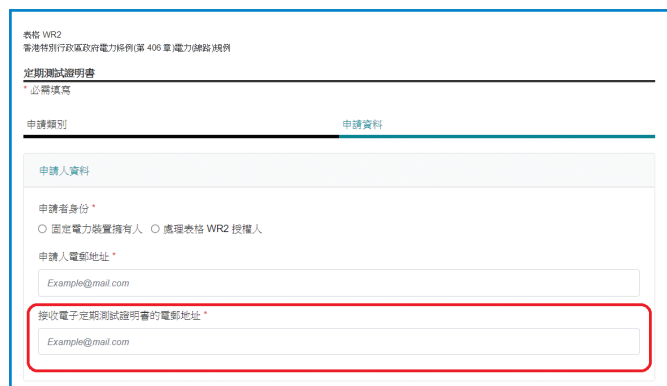 表格 WR2
香港特別行政區政府電力條例(第 406 章)電力(線路)規例
定期測試證明書
* 必需填寫
申請類別
申請資料
申請人資料
申請者身份 *
固定電力裝置擁有人 處理表格 WR2 授權人
申請人電郵地址 *
Example@mail.com
接收電子定期測試證明書的電郵地址 *
Example@mail.com